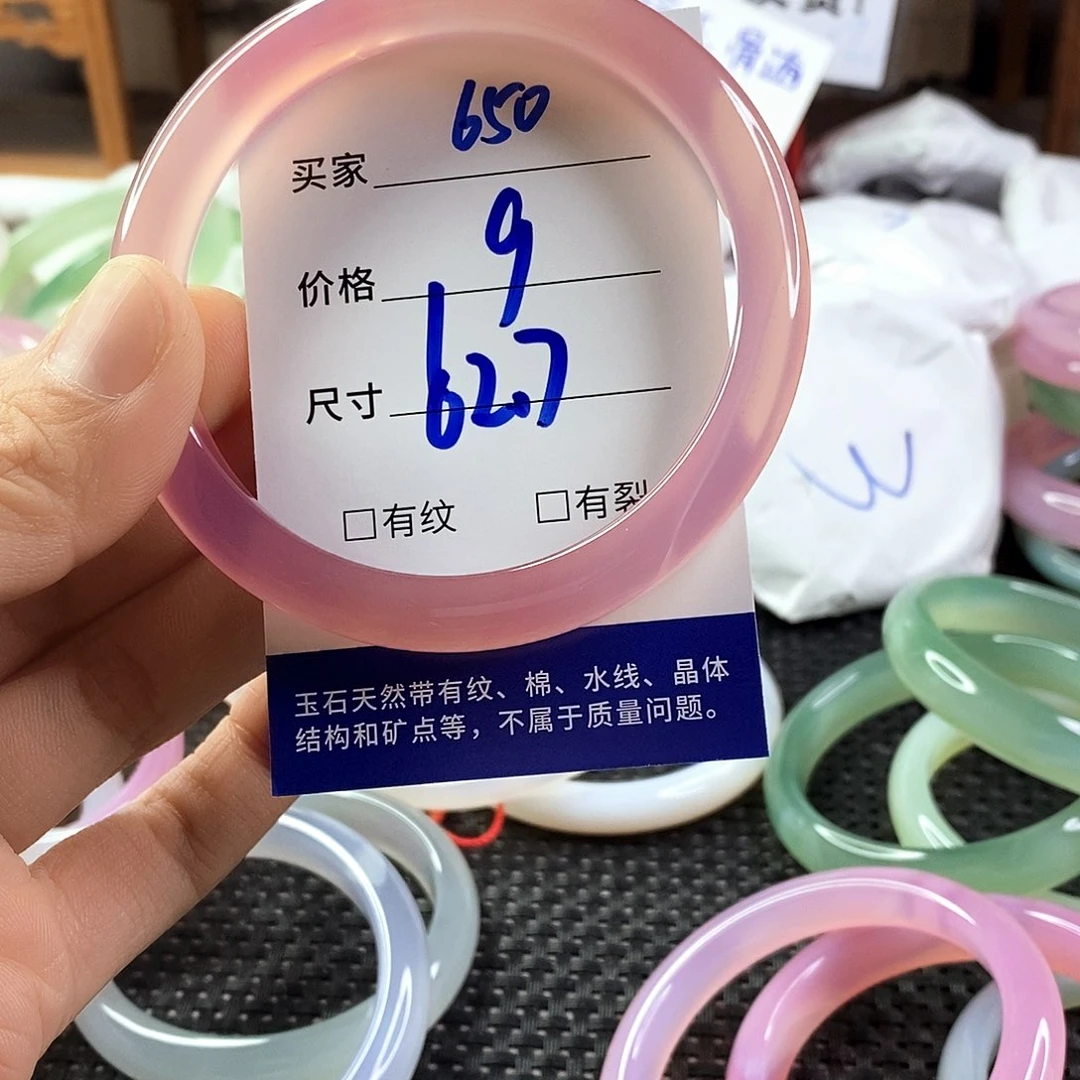 650
买家
9
价格
62.7
尺寸
□有纹 □有裂
玉石天然带有纹、棉、水线、晶体
结构和矿点等，不属于质量问题。
W